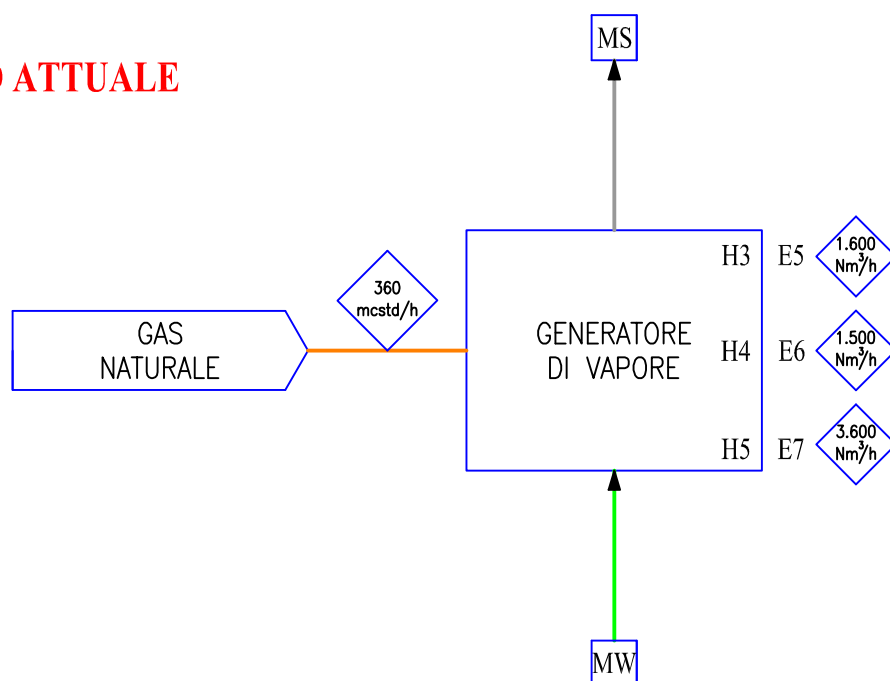 MS
ATTUALE
H3 E5 1.600
Nm³/h
360
mcstd/h
GAS
NATURALE
GENERATORE
DI VAPORE
H4 E6 1.500
Nm³/h
H5 E7 3.600
Nm³/h
MW